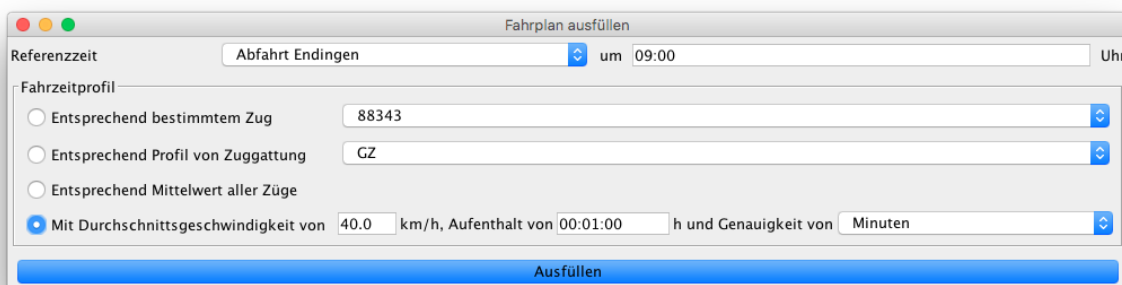 Fahrplan ausfüllen
Referenzzeit Abfahrt Endingen um 09:00 Uhr
Fahrzeitprofil
Entsprechend bestimmtem Zug 88343
Entsprechend Profil von Zuggattung GZ
Entsprechend Mittelwert aller Züge
Mit Durchschnittsgeschwindigkeit von 40.0 km/h, Aufenthalt von 00:01:00 h und Genauigkeit von Minuten
Ausfüllen